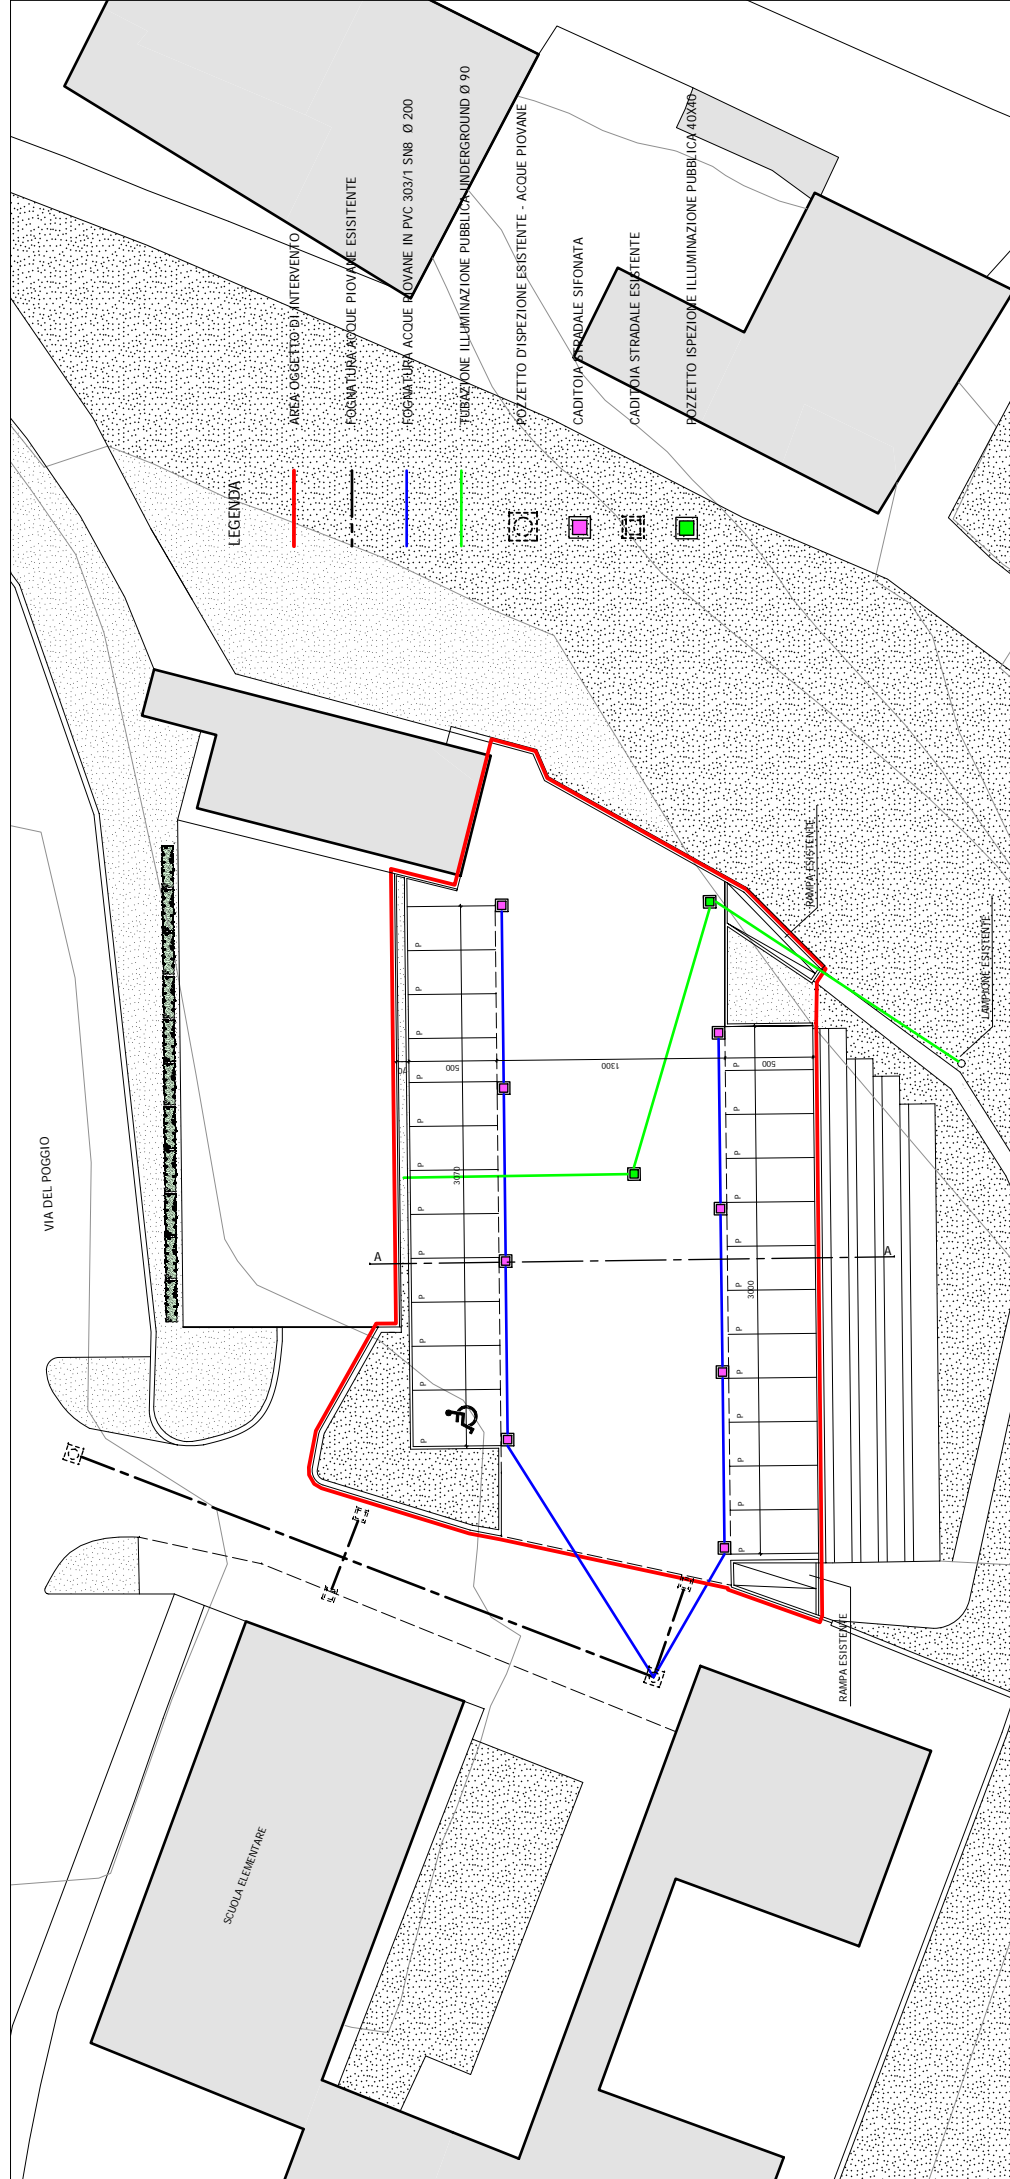 LEGENDA
AREA OGGETTO DI INTERVENTO
FOGNATURA ACQUE PIOVANE ESISITENTE
FOGNATURA ACQUE PIOVANE IN PVC 303/1 SN8 Ø 200
TUBAZIONE ILLUMINAZIONE PUBBLICA UNDERGROUND Ø 90
POZZETTO D'ISPEZIONE ESISTENTE - ACQUE PIOVANE
CADITOIA STRADALE SIFONATA
CADITOIA STRADALE ESISTENTE
POZZETTO ISPEZIONE ILLUMINAZIONE PUBBLICA 40X40
VIA DEL POGGIO
RAMPA ESISTENTE
LAMPIONE ESISTENTE
P
P
P
P
P
P
P
P
P
P
P
P
500
1300
500
3070
P
P
P
P
P
P
P
P
P
P
P
P
3000
A
A
RAMPA ESISTENTE
SCUOLA ELEMENTARE